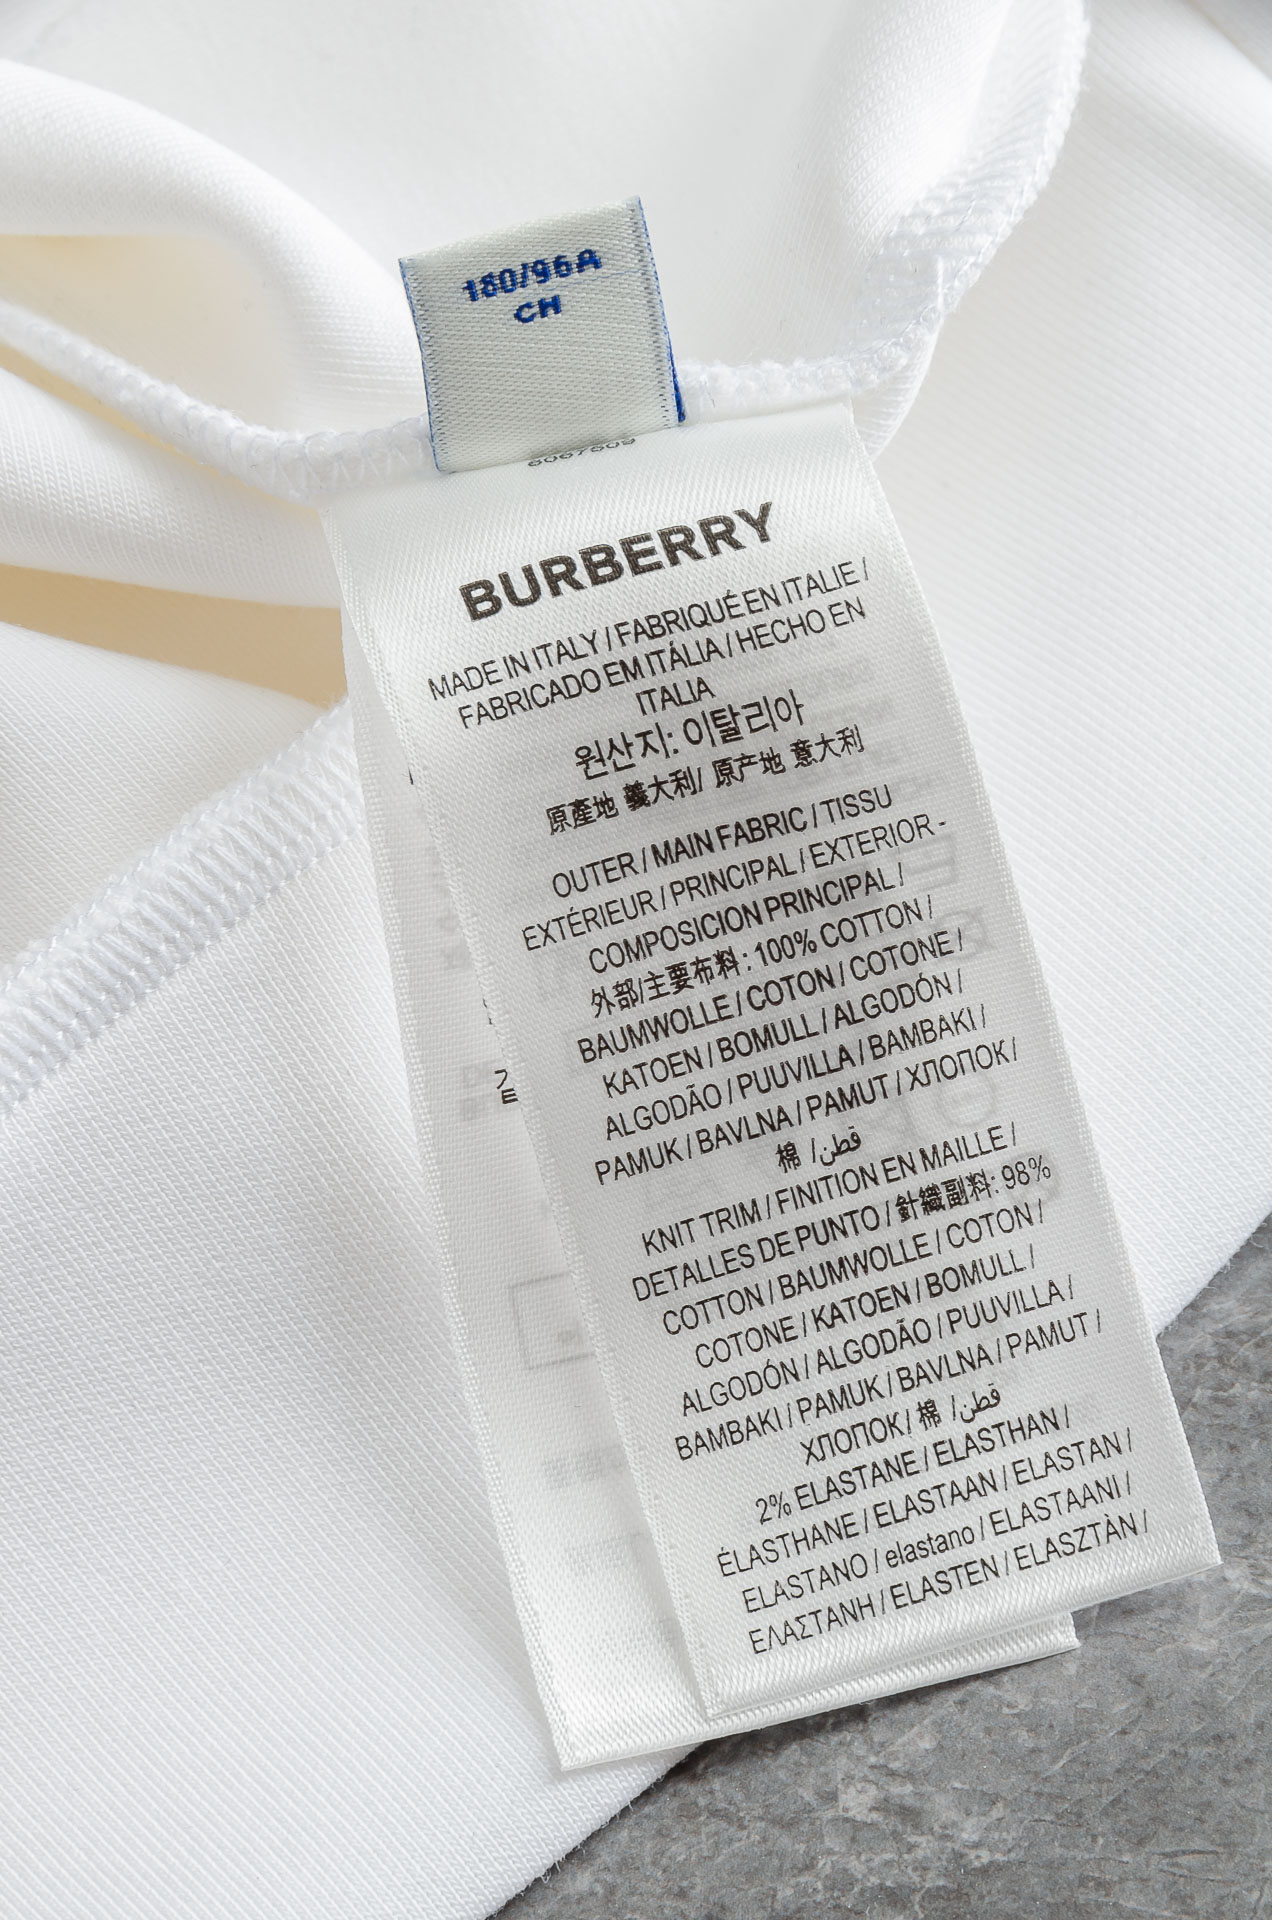 180/96A
CH
8067809
BURBERRY
MADE IN ITALY / FABRIQUÉ EN ITALIE /
FABRICADO EM ITÁLIA / HECHO EN
ITALIA
원산지: 이탈리아
原產地 義大利/ 原产地 意大利
OUTER / MAIN FABRIC / TISSU
EXTÉRIEUR / PRINCIPAL / EXTERIOR -
COMPOSICION PRINCIPAL /
外部/主要布料 : 100% COTTON /
BAUMWOLLE / COTON / COTONE /
KATOEN / BOMULL / ALGODÓN /
ALGODÃO / PUUVILLA / BAMBAKI /
PAMUK / BAVLNA / PAMUT / ХЛОПОК /
棉 /قطن
KNIT TRIM / FINITION EN MAILLE /
DETALLES DE PUNTO / 針織副料: 98%
COTTON / BAUMWOLLE / COTON /
COTONE / KATOEN / BOMULL /
ALGODÓN / ALGODÃO / PUUVILLA /
BAMBAKI / PAMUK / BAVLNA / PAMUT /
ХЛОПОК / 棉 /قطن
2% ELASTANE / ELASTHAN /
ÉLASTHANE / ELASTAAN / ELASTAN /
ELASTANO / elastano / ELASTAANI /
ΕΛΑΣΤΑΝΗ / ELASTEN / ELASZTÀN /